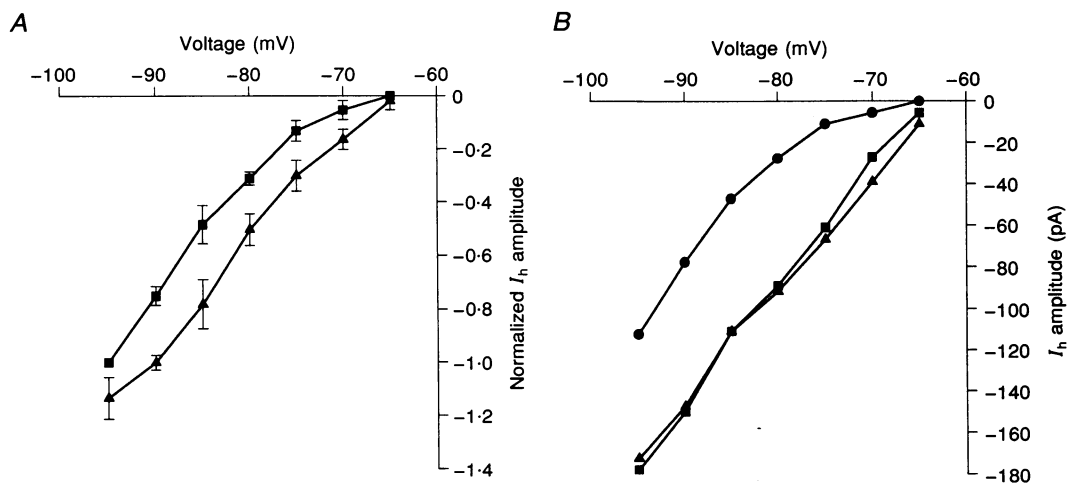 A
Voltage (mV)
−100 −90 −80 −70 −60
0
−0·2
−0·4
−0·6
−0·8
−1·0
−1·2
−1·4
Normalized Ih amplitude
B
Voltage (mV)
−100 −90 −80 −70 −60
0
−20
−40
−60
−80
−100
−120
−140
−160
−180
Ih amplitude (pA)